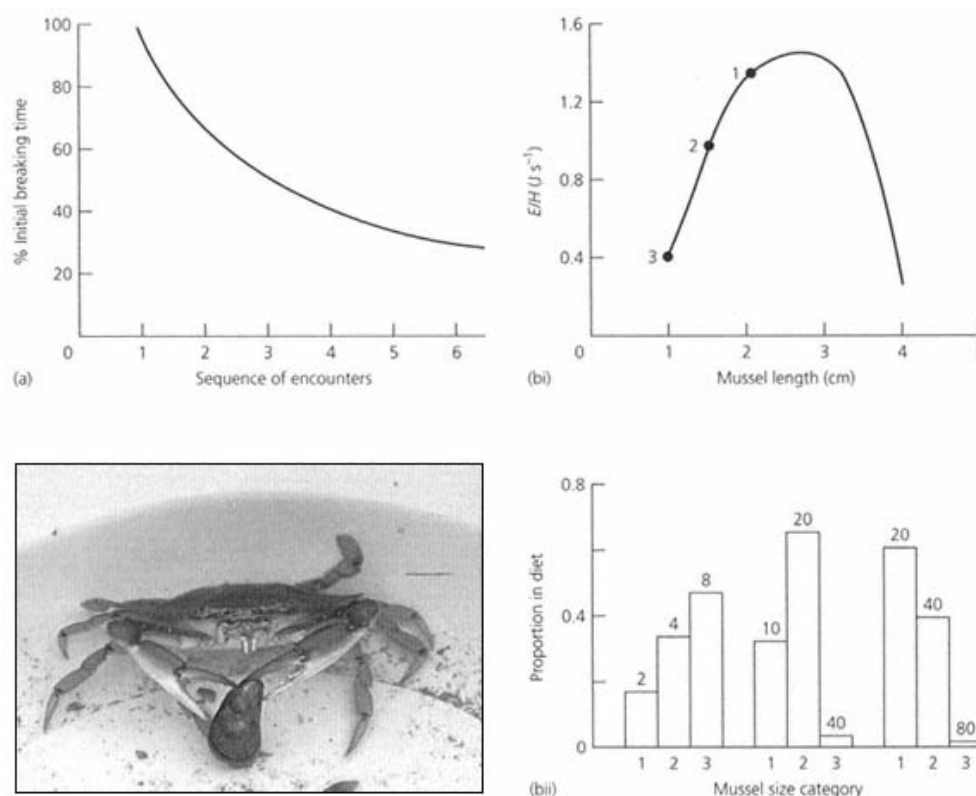 100
80
60
40
20
0
1 2 3 4 5 6
% Initial breaking time
(a) Sequence of encounters
1.6
1.2
0.8
0.4
0
1 2 3 4
E/H (J s⁻¹)
1
2
3
(bi) Mussel length (cm)
0.8
0.4
0
Proportion in diet
2 4 8
10 20 40
20 40 80
1 2 3 1 2 3 1 2 3
(bii) Mussel size category